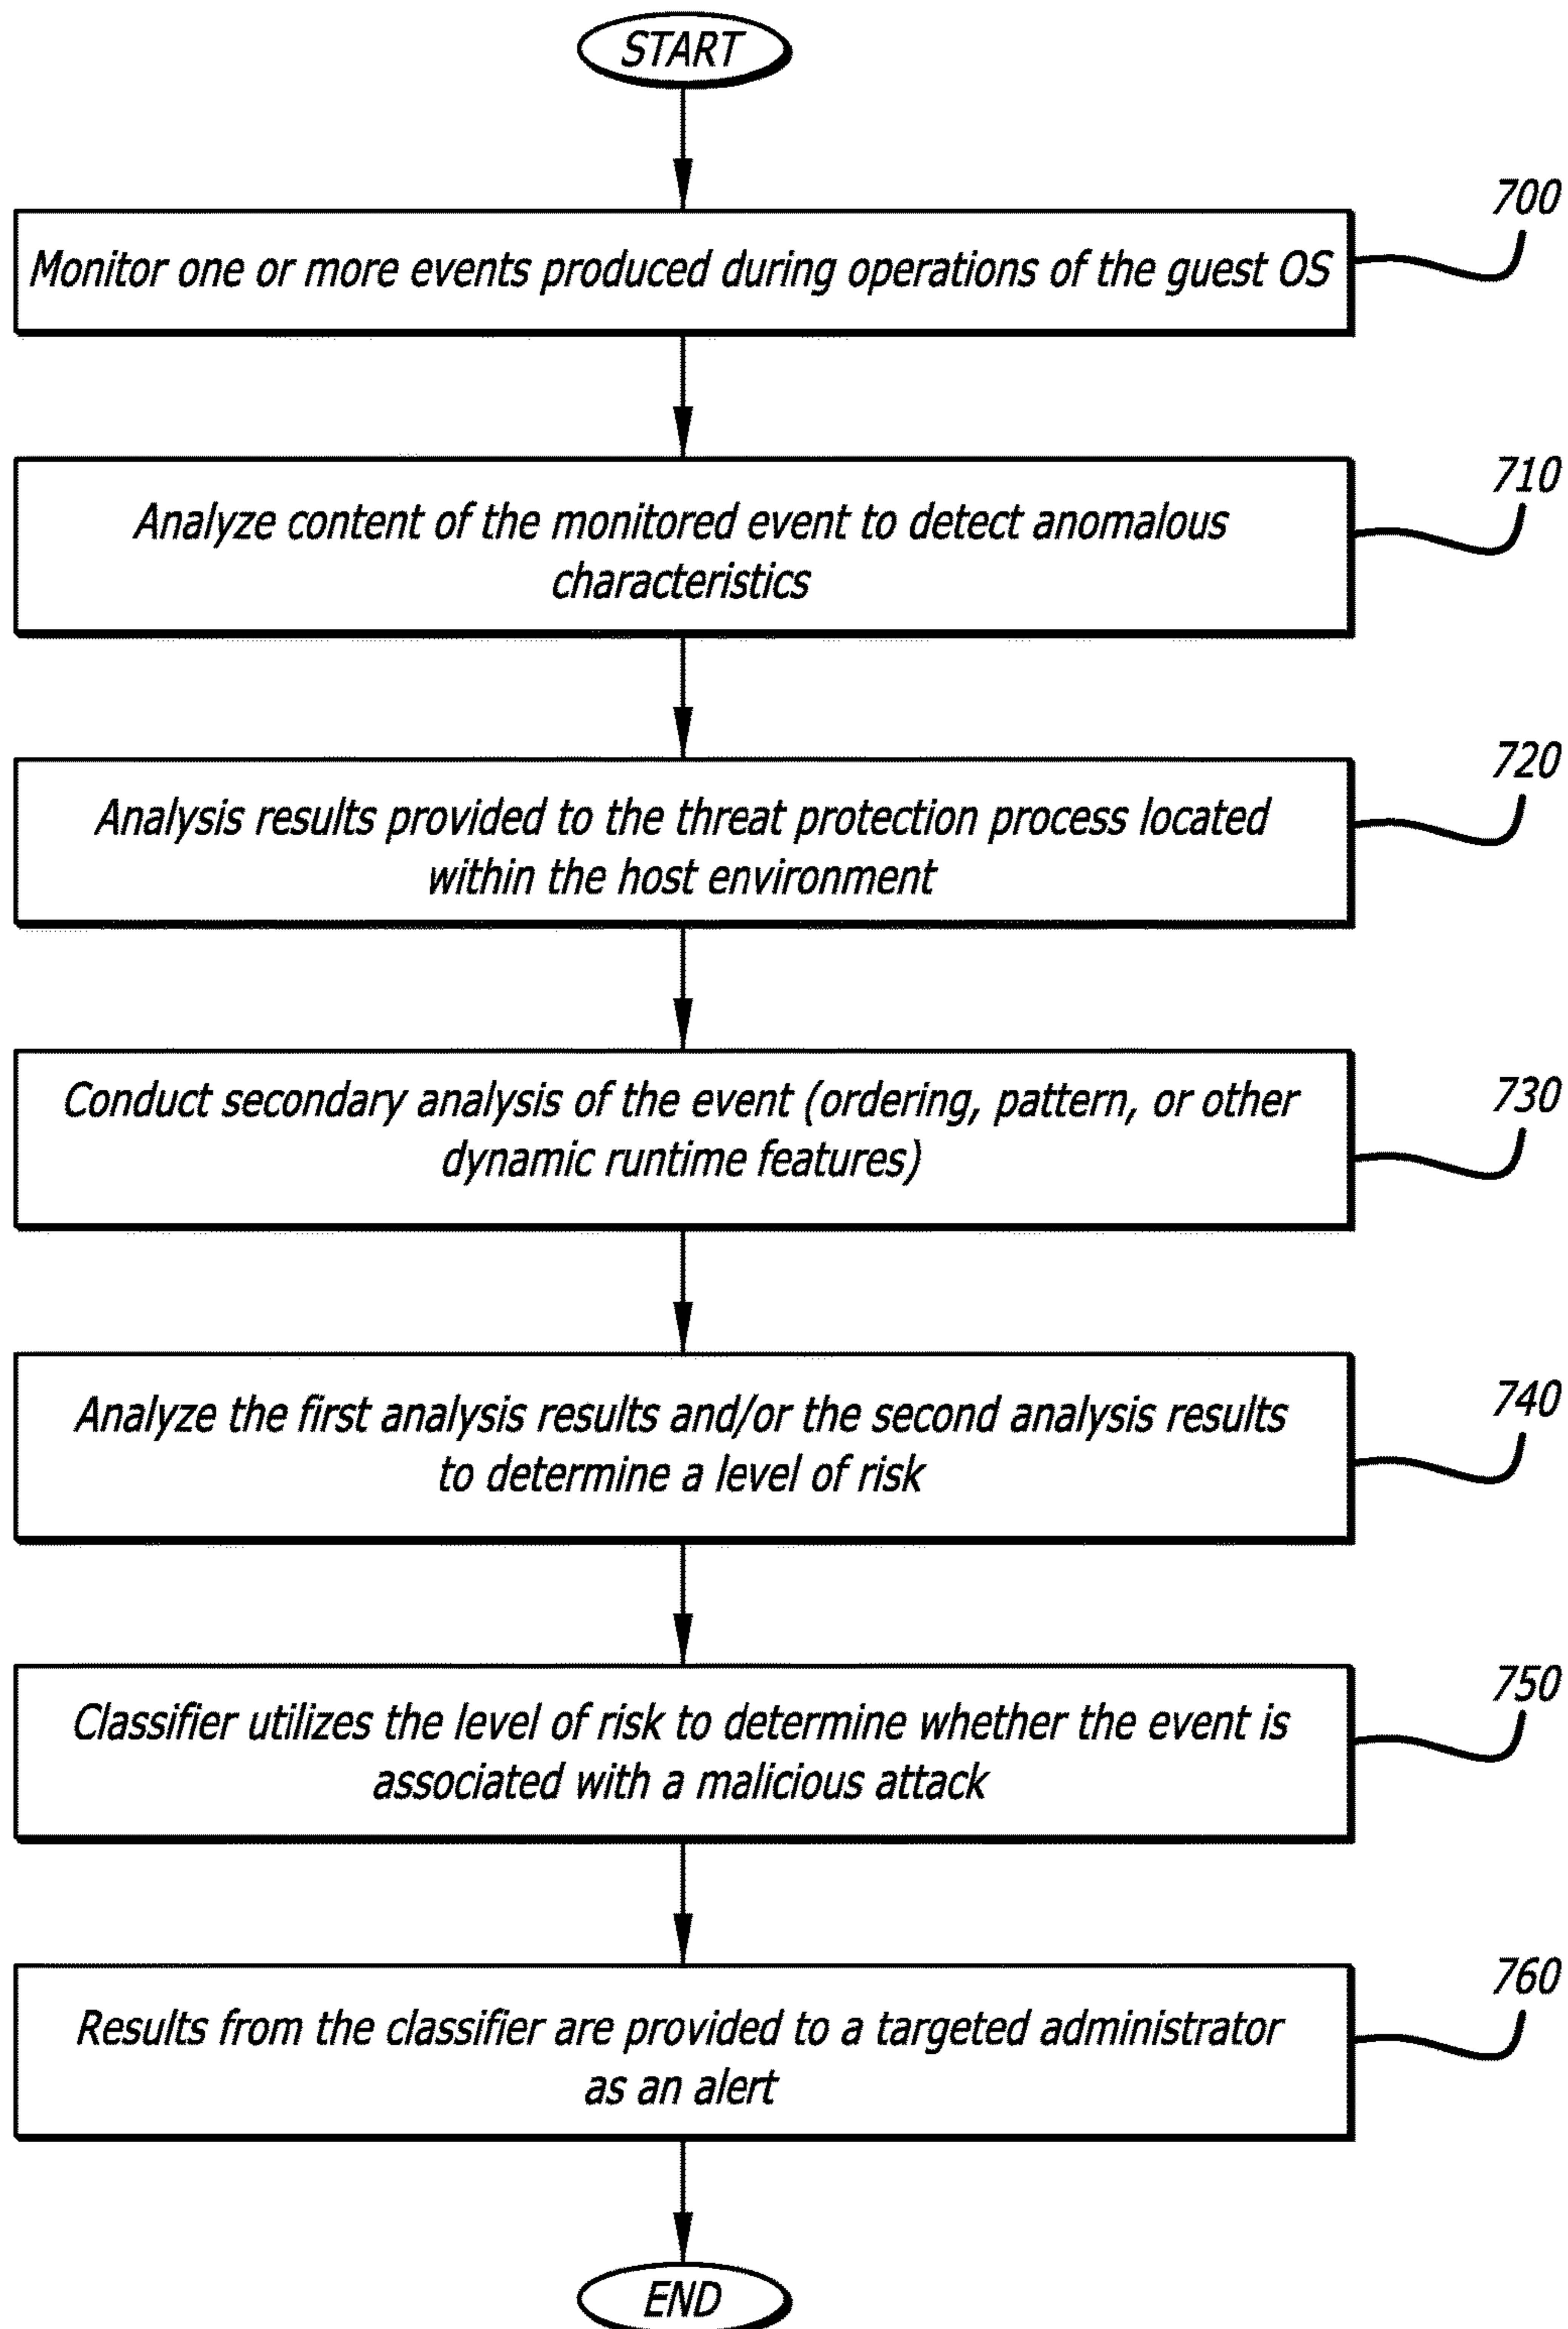 START
700
Monitor one or more events produced during operations of the guest OS
710
Analyze content of the monitored event to detect anomalous
characteristics
720
Analysis results provided to the threat protection process located
within the host environment
730
Conduct secondary analysis of the event (ordering, pattern, or other
dynamic runtime features)
740
Analyze the first analysis results and/or the second analysis results
to determine a level of risk
750
Classifier utilizes the level of risk to determine whether the event is
associated with a malicious attack
760
Results from the classifier are provided to a targeted administrator
as an alert
END